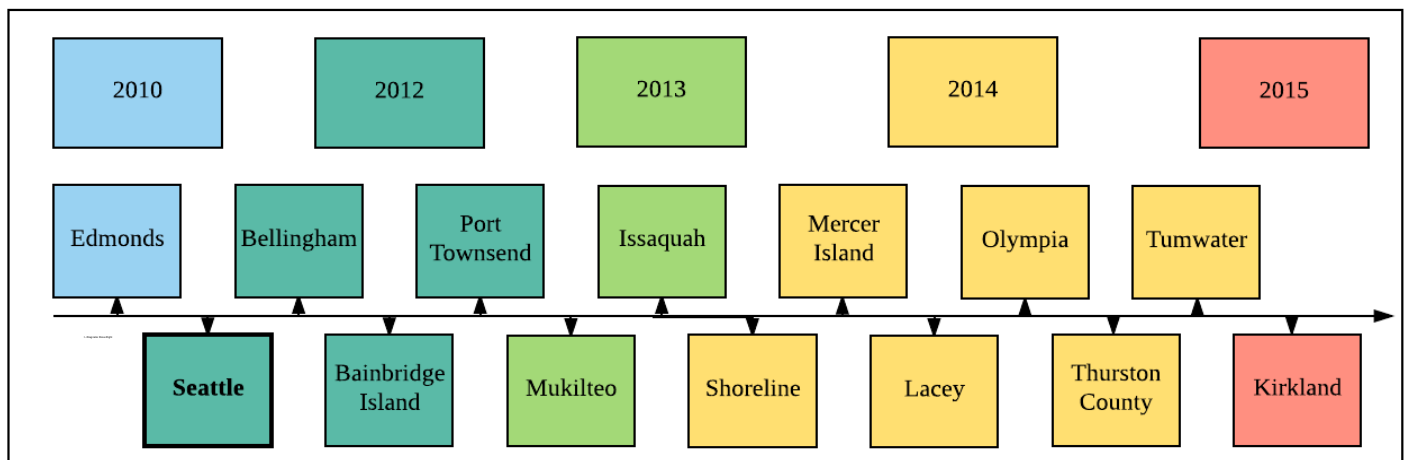 2010
2012
2013
2014
2015
Edmonds
Bellingham
Port
Townsend
Issaquah
Mercer
Island
Olympia
Tumwater
Seattle
Bainbridge
Island
Mukilteo
Shoreline
Lacey
Thurston
County
Kirkland